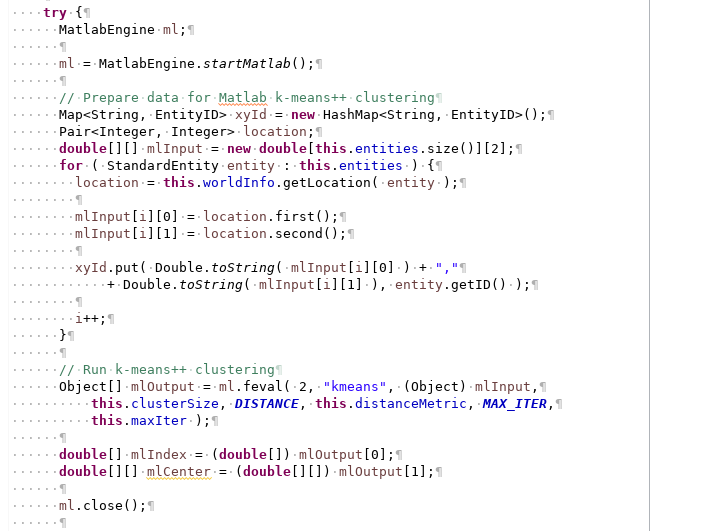 try {
MatlabEngine ml;
ml = MatlabEngine.startMatlab();
// Prepare data for Matlab k-means++ clustering
Map<String, EntityID> xyId = new HashMap<String, EntityID>();
Pair<Integer, Integer> location;
double[][] mlInput = new double[this.entities.size()][2];
for ( StandardEntity entity : this.entities ) {
location = this.worldInfo.getLocation( entity );
mlInput[i][0] = location.first();
mlInput[i][1] = location.second();
xyId.put( Double.toString( mlInput[i][0] ) + ","
+ Double.toString( mlInput[i][1] ), entity.getID() );
i++;
}
// Run k-means++ clustering
Object[] mlOutput = ml.feval( 2, "kmeans", (Object) mlInput,
this.clusterSize, DISTANCE, this.distanceMetric, MAX_ITER,
this.maxIter );
double[] mlIndex = (double[]) mlOutput[0];
double[][] mlCenter = (double[][]) mlOutput[1];
ml.close();